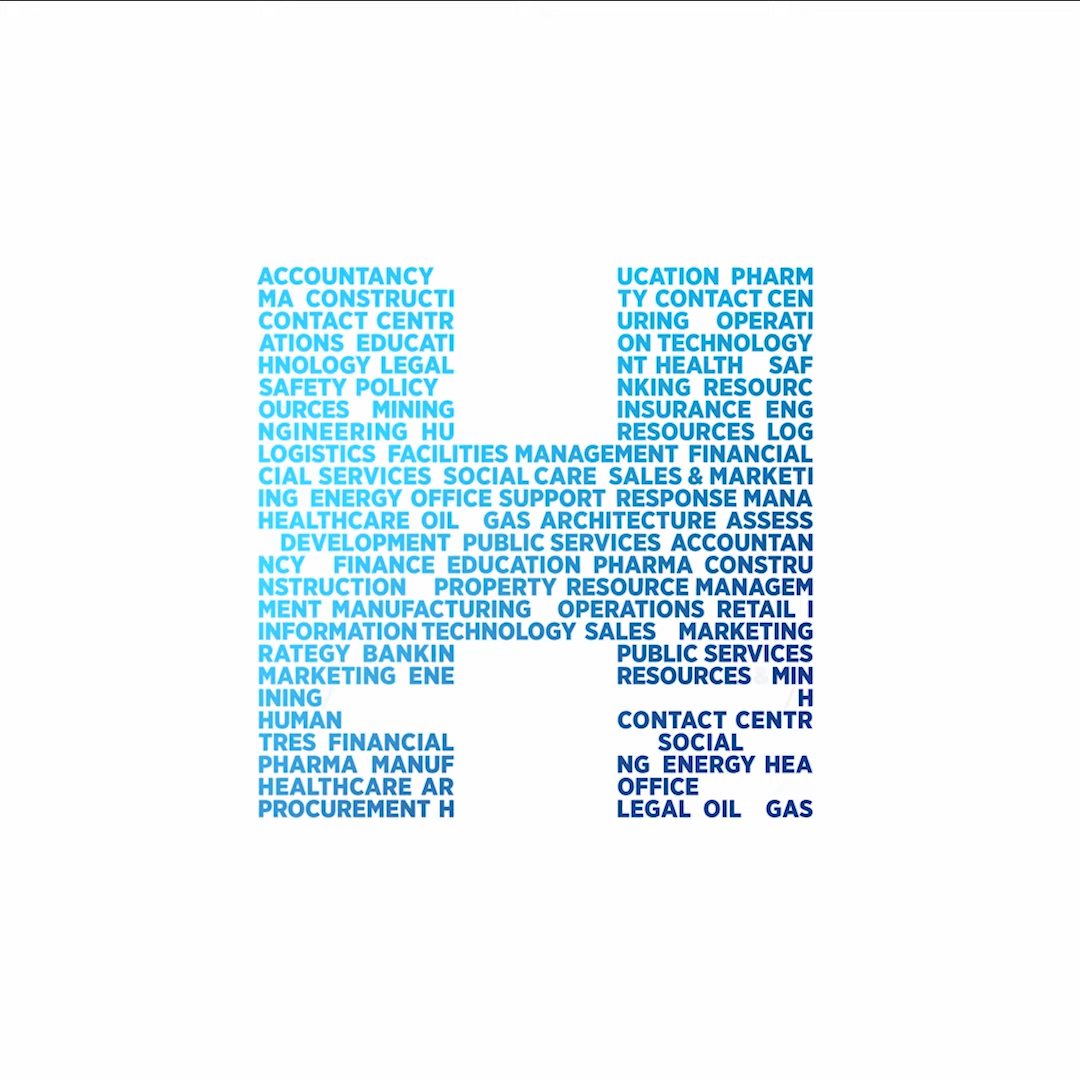 ACCOUNTANCY UCATION PHARM
MA CONSTRUCTI TY CONTACT CEN
CONTACT CENTR URING OPERATI
ATIONS EDUCATI ON TECHNOLOGY
HNOLOGY LEGAL NT HEALTH SAF
SAFETY POLICY NKING RESOURC
OURCES MINING INSURANCE ENG
NGINEERING HU RESOURCES LOG
LOGISTICS FACILITIES MANAGEMENT FINANCIAL
CIAL SERVICES SOCIAL CARE SALES & MARKETI
ING ENERGY OFFICE SUPPORT RESPONSE MANA
HEALTHCARE OIL GAS ARCHITECTURE ASSESS
DEVELOPMENT PUBLIC SERVICES ACCOUNTAN
NCY FINANCE EDUCATION PHARMA CONSTRU
NSTRUCTION PROPERTY RESOURCE MANAGEM
MENT MANUFACTURING OPERATIONS RETAIL I
INFORMATION TECHNOLOGY SALES MARKETING
RATEGY BANKIN PUBLIC SERVICES
MARKETING ENE RESOURCES & MIN
INING H
HUMAN CONTACT CENTR
TRES FINANCIAL SOCIAL
PHARMA MANUF NG ENERGY HEA
HEALTHCARE AR OFFICE
PROCUREMENT H LEGAL OIL GAS